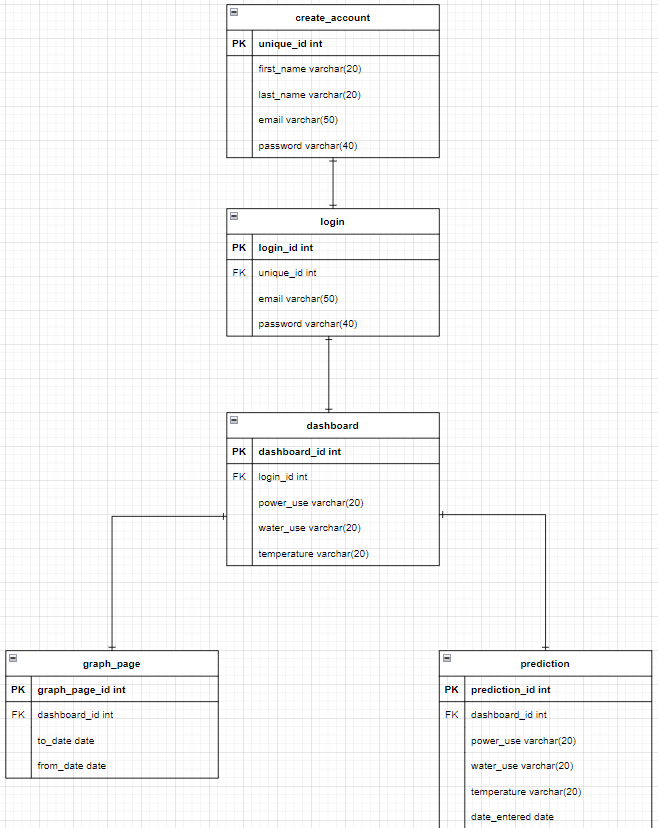 create_account
PK unique_id int
first_name varchar(20)
last_name varchar(20)
email varchar(50)
password varchar(40)
login
PK login_id int
FK unique_id int
email varchar(50)
password varchar(40)
dashboard
PK dashboard_id int
FK login_id int
power_use varchar(20)
water_use varchar(20)
temperature varchar(20)
graph_page
PK graph_page_id int
FK dashboard_id int
to_date date
from_date date
prediction
PK prediction_id int
FK dashboard_id int
power_use varchar(20)
water_use varchar(20)
temperature varchar(20)
date_entered date